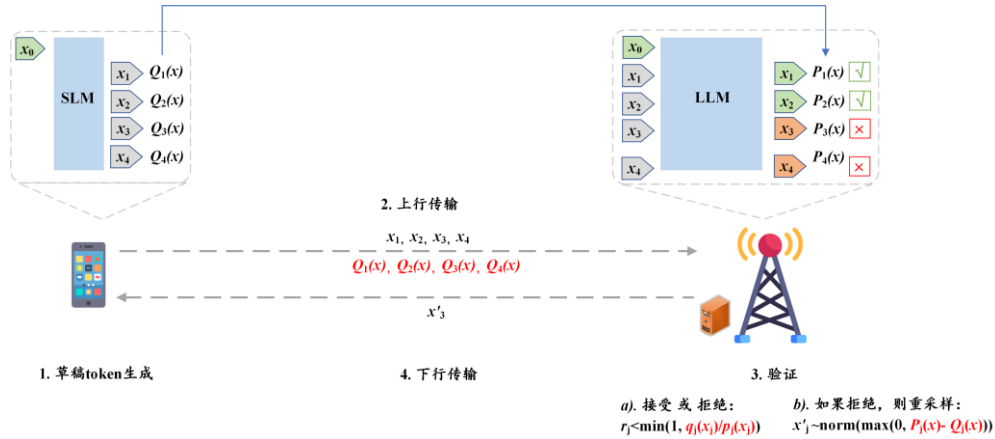 x₀
SLM
x₁ Q₁(x)
x₂ Q₂(x)
x₃ Q₃(x)
x₄ Q₄(x)
x₀
x₁
x₂
x₃
x₄
LLM
x₁ P₁(x) √
x₂ P₂(x) √
x₃ P₃(x) ×
x₄ P₄(x) ×
2. 上行传输
x₁, x₂, x₃, x₄
Q₁(x), Q₂(x), Q₃(x), Q₄(x)
x'₃
1. 草稿token生成
4. 下行传输
3. 验证
a). 接受 或 拒绝:
rⱼ<min(1, qⱼ(xⱼ)/pⱼ(xⱼ))
b). 如果拒绝，则重采样:
x'ⱼ ~norm(max(0, Pⱼ(x)- Qⱼ(x)))